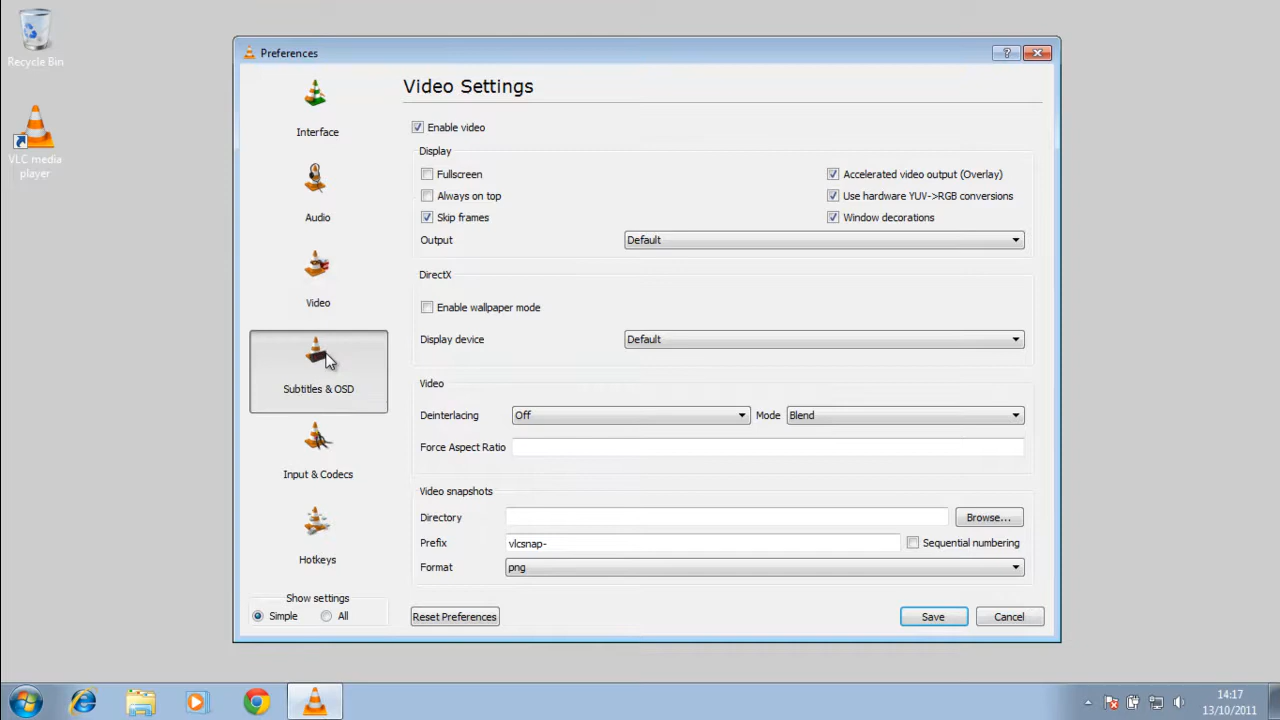 Recycle Bin
VLC media
player
Preferences
Interface
Audio
Video
Subtitles & OSD
Input & Codecs
Hotkeys
Show settings
Simple All
Video Settings
Enable video
Display
Fullscreen Accelerated video output (Overlay)
Always on top Use hardware YUV->RGB conversions
Skip frames Window decorations
Output Default
DirectX
Enable wallpaper mode
Display device Default
Video
Deinterlacing Off Mode Blend
Force Aspect Ratio
Video snapshots
Directory Browse...
Prefix vlcsnap- Sequential numbering
Format png
Reset Preferences Save Cancel
14:17
13/10/2011